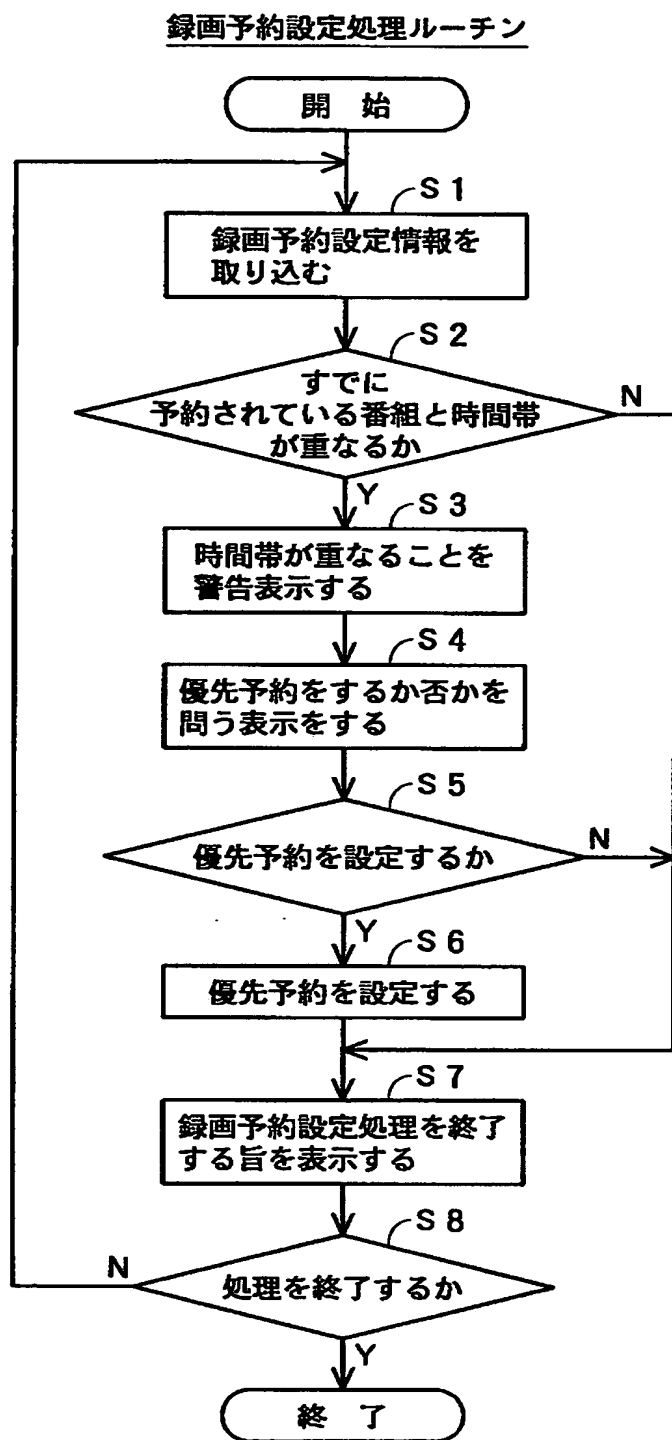 録画予約設定処理ルーチン
開 始
S1
録画予約設定情報を
取り込む
S2
すでに
予約されている番組と時間帯
が重なるか
N
Y
S3
時間帯が重なることを
警告表示する
S4
優先予約をするか否かを
問う表示をする
S5
優先予約を設定するか
N
Y
S6
優先予約を設定する
S7
録画予約設定処理を終了
する旨を表示する
S8
N
処理を終了するか
Y
終 了